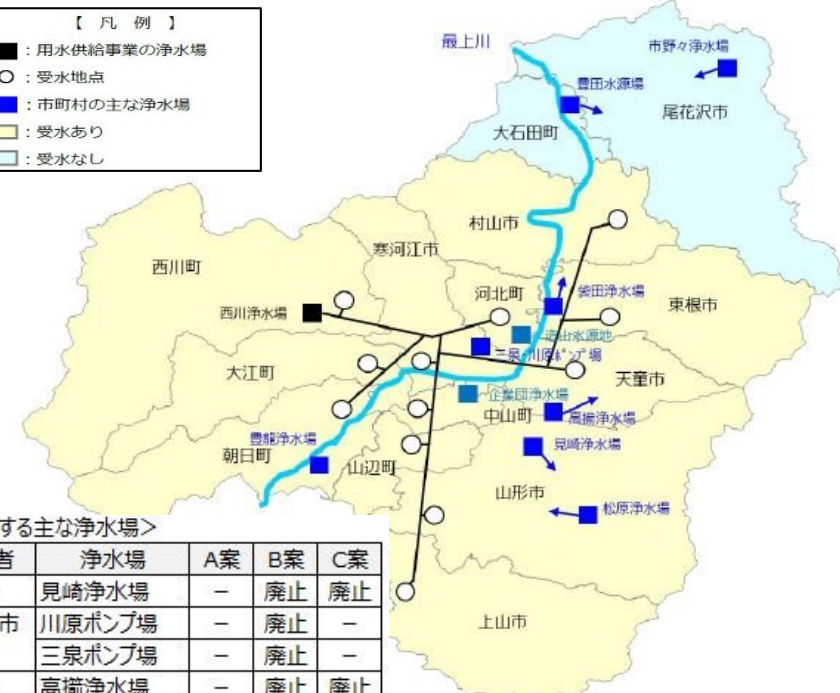 【 凡 例 】
：用水供給事業の浄水場
：受水地点
：市町村の主な浄水場
：受水あり
：受水なし
最上川
市野々浄水場
豊田水源場
尾花沢市
大石田町
村山市
寒河江市
西川町
河北町
袋田浄水場
東根市
西川浄水場
三泉・川原ポンプ場
大江町
天童市
企業団浄水場
中山町
高擶浄水場
豊龍浄水場
見崎浄水場
朝日町
山辺町
山形市
松原浄水場
上山市
する主な浄水場＞
者 浄水場 A案 B案 C案
見崎浄水場 － 廃止 廃止
市 川原ポンプ場 － 廃止 －
三泉ポンプ場 － 廃止 －
高擶浄水場 － 廃止 廃止